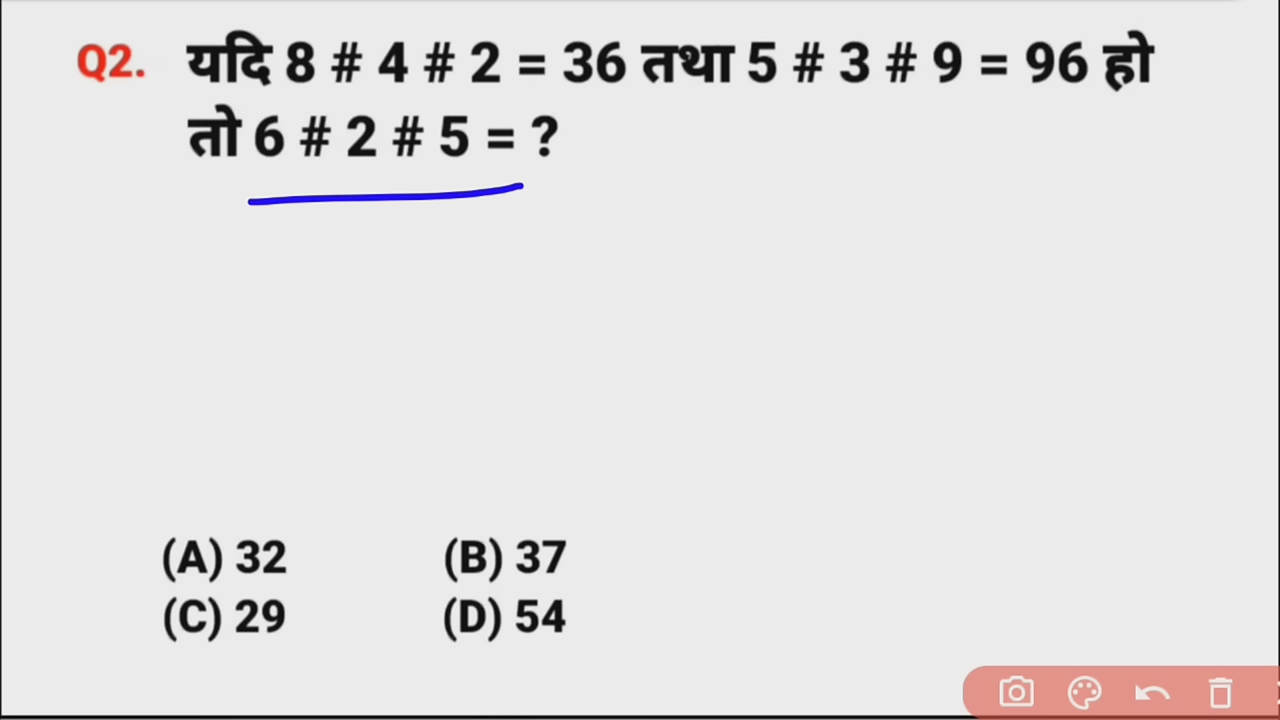 Q2. यदि 8 # 4 # 2 = 36 तथा 5 # 3 # 9 = 96 हो
तो 6 # 2 # 5 = ?
(A) 32 (B) 37
(C) 29 (D) 54